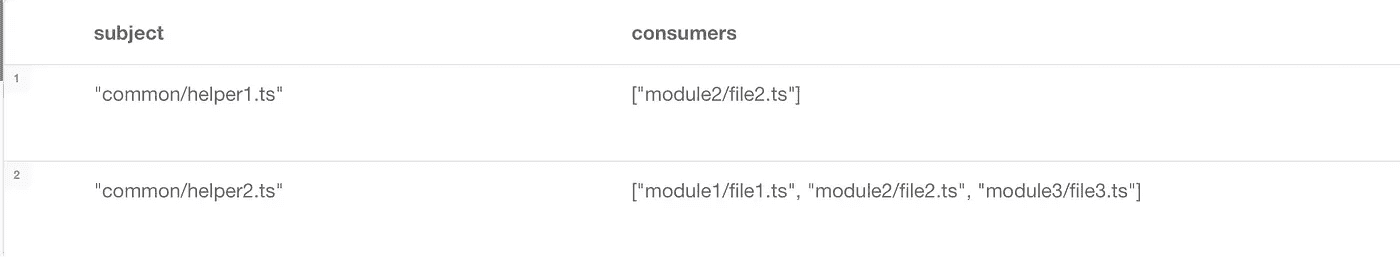 subject consumers
1
"common/helper1.ts" ["module2/file2.ts"]
2
"common/helper2.ts" ["module1/file1.ts", "module2/file2.ts", "module3/file3.ts"]